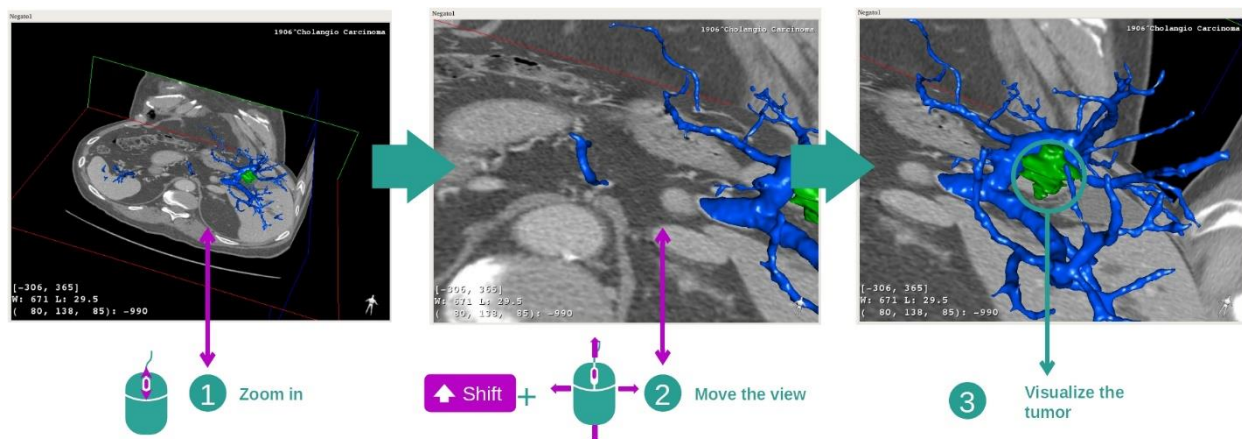 Negato1
1906^Cholangio Carcinoma
[-306, 365]
W: 671 L: 29.5
( 80, 138, 85): -990
Negato1
1906^Cholangio Carcinoma
[-306, 365]
W: 671 L: 29.5
( 80, 138, 85): -990
Negato1
1906^Cholangio Carcinoma
[-306, 365]
W: 671 L: 29.5
( 80, 138, 85): -990
1 Zoom in
Shift + 2 Move the view
3 Visualize the
tumor